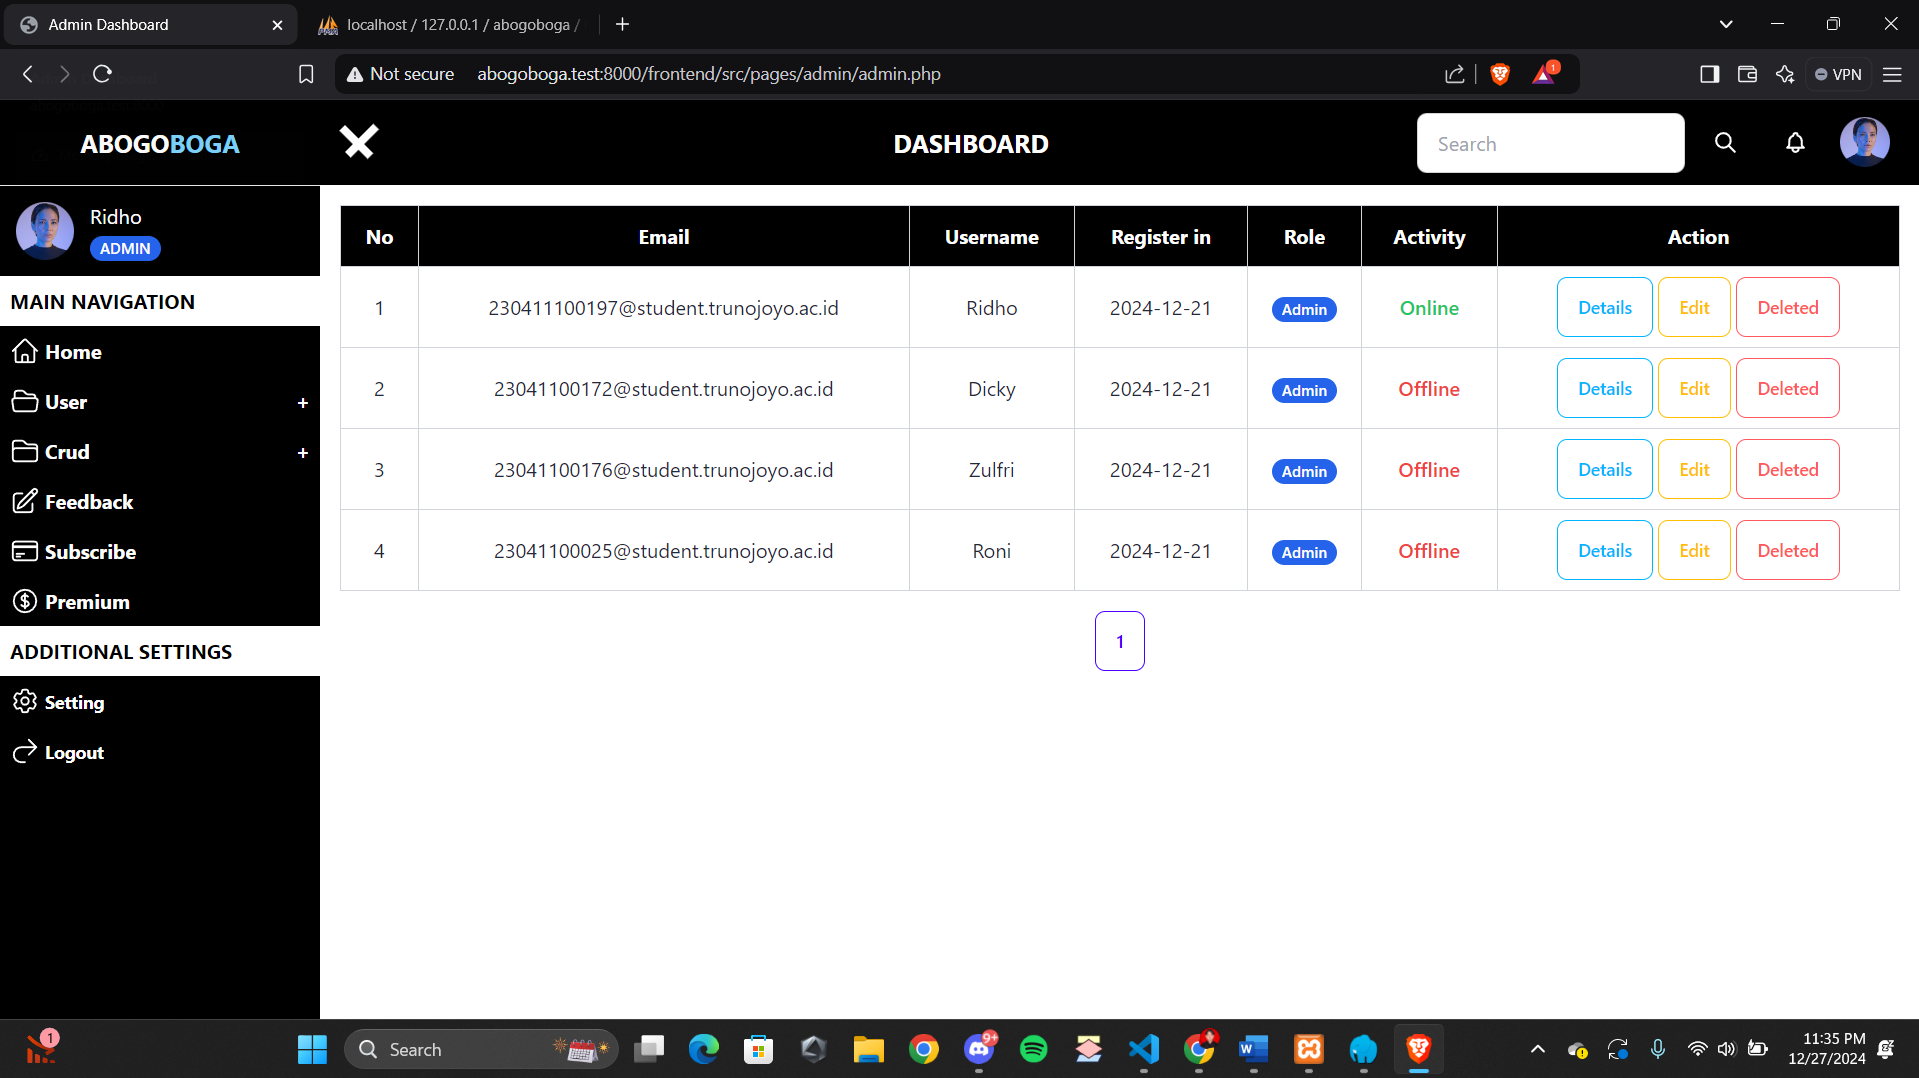 Admin Dashboard
localhost / 127.0.0.1 / abogoboga /
Not secure abogoboga.test:8000/frontend/src/pages/admin/admin.php
1
VPN
ABOGOBOGA
DASHBOARD
Search
Ridho
ADMIN
MAIN NAVIGATION
Home
User +
Crud +
Feedback
Subscribe
Premium
ADDITIONAL SETTINGS
Setting
Logout
No Email Username Register in Role Activity Action
1 230411100197@student.trunojoyo.ac.id Ridho 2024-12-21 Admin Online Details Edit Deleted
2 23041100172@student.trunojoyo.ac.id Dicky 2024-12-21 Admin Offline Details Edit Deleted
3 23041100176@student.trunojoyo.ac.id Zulfri 2024-12-21 Admin Offline Details Edit Deleted
4 23041100025@student.trunojoyo.ac.id Roni 2024-12-21 Admin Offline Details Edit Deleted
1
1
Search
9+
11:35 PM
12/27/2024